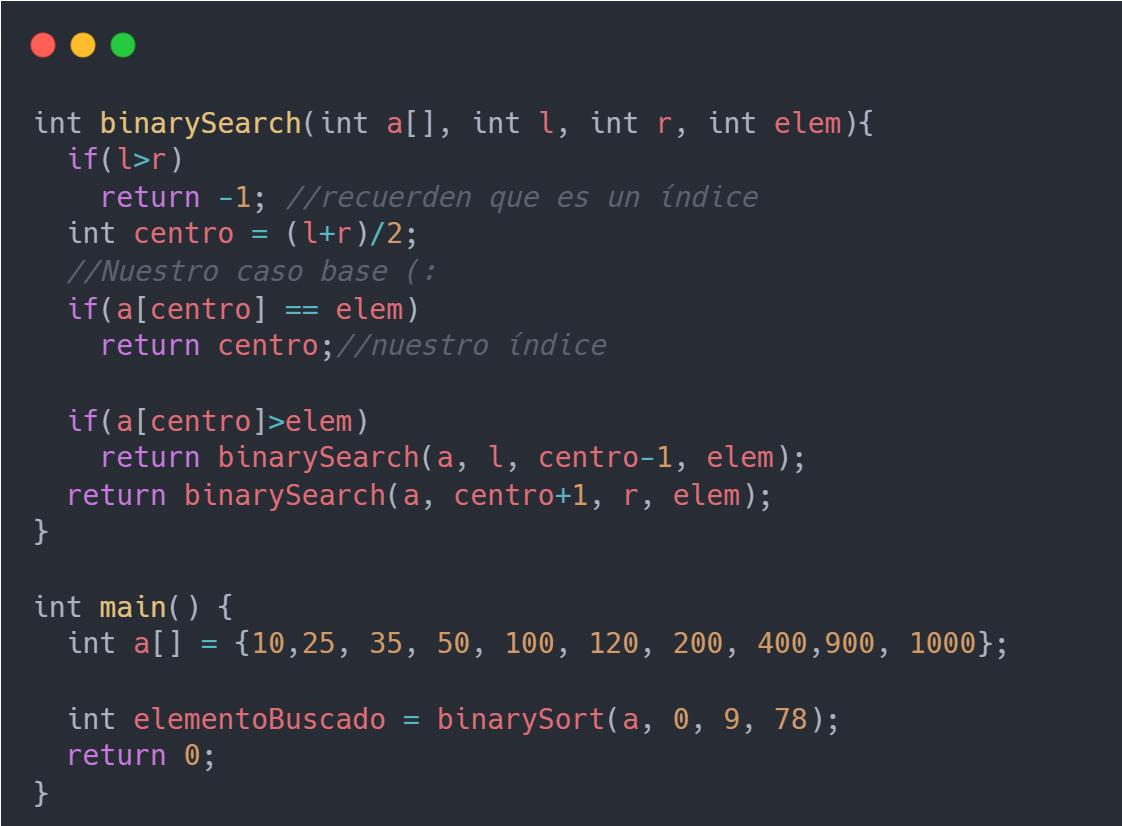 int binarySearch(int a[], int l, int r, int elem){
  if(l>r)
    return -1; //recuerden que es un índice
  int centro = (l+r)/2;
  //Nuestro caso base (:
  if(a[centro] == elem)
    return centro;//nuestro índice

  if(a[centro]>elem)
    return binarySearch(a, l, centro-1, elem);
  return binarySearch(a, centro+1, r, elem);
}

int main() {
  int a[] = {10,25, 35, 50, 100, 120, 200, 400,900, 1000};

  int elementoBuscado = binarySort(a, 0, 9, 78);
  return 0;
}